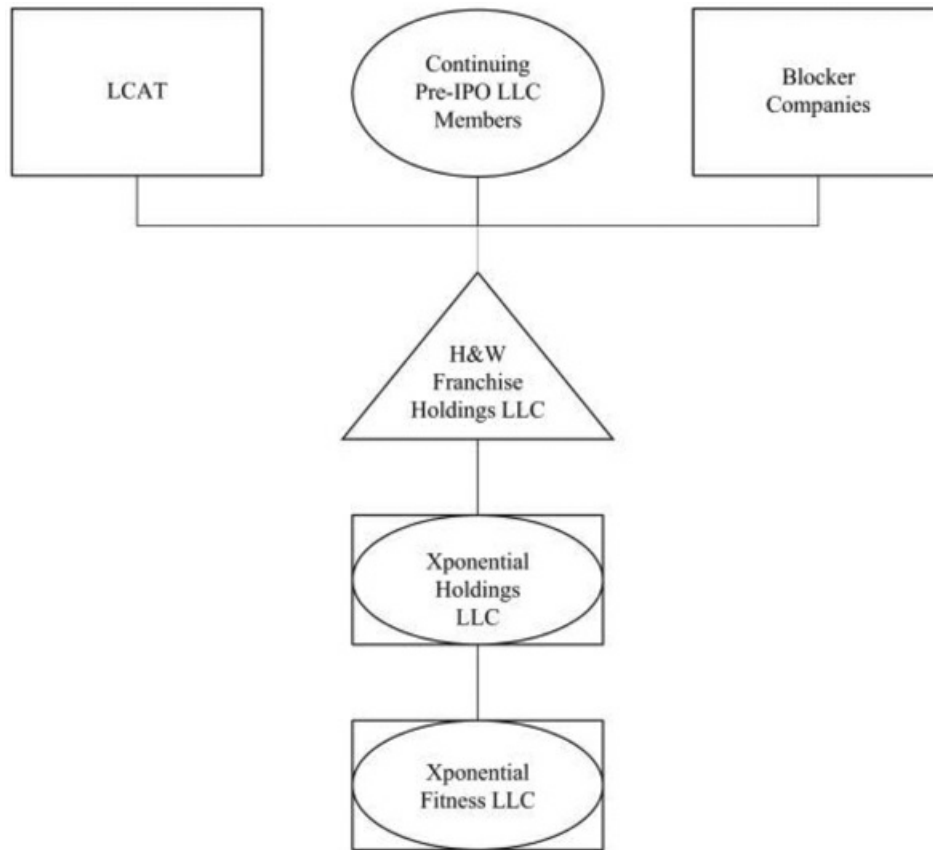 LCAT
Continuing
Pre-IPO LLC
Members
Blocker
Companies
H&W
Franchise
Holdings LLC
Xponential
Holdings
LLC
Xponential
Fitness LLC